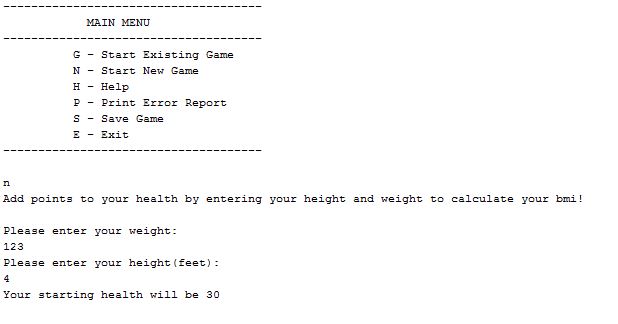 -------------------------------------
MAIN MENU
-------------------------------------
G - Start Existing Game
N - Start New Game
H - Help
P - Print Error Report
S - Save Game
E - Exit
-------------------------------------
n
Add points to your health by entering your height and weight to calculate your bmi!
Please enter your weight:
123
Please enter your height(feet):
4
Your starting health will be 30